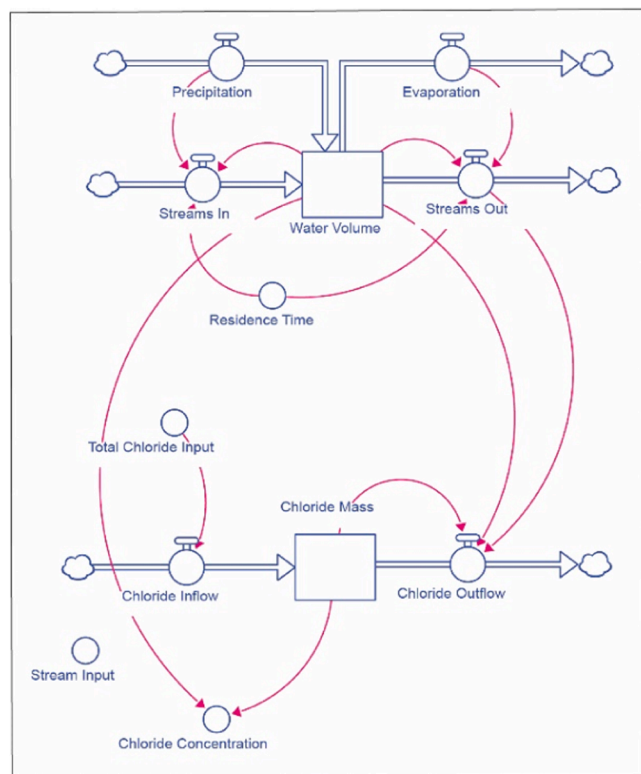 Precipitation
Evaporation
Streams In
Water Volume
Streams Out
Residence Time
Total Chloride Input
Chloride Mass
Chloride Inflow
Chloride Outflow
Stream Input
Chloride Concentration